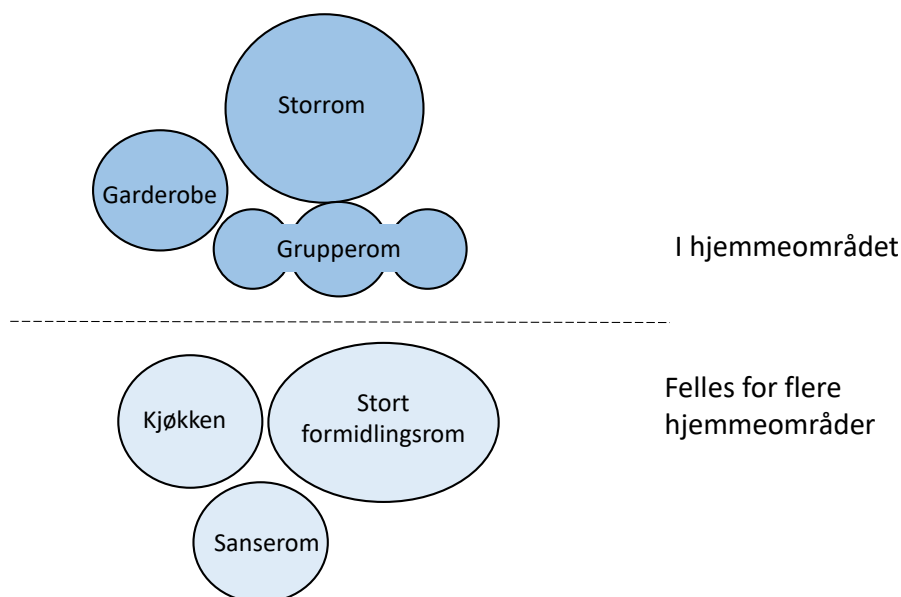 Storrom
Garderobe
Grupperom
I hjemmeområdet
Kjøkken
Stort
formidlingsrom
Felles for flere
hjemmeområder
Sanserom